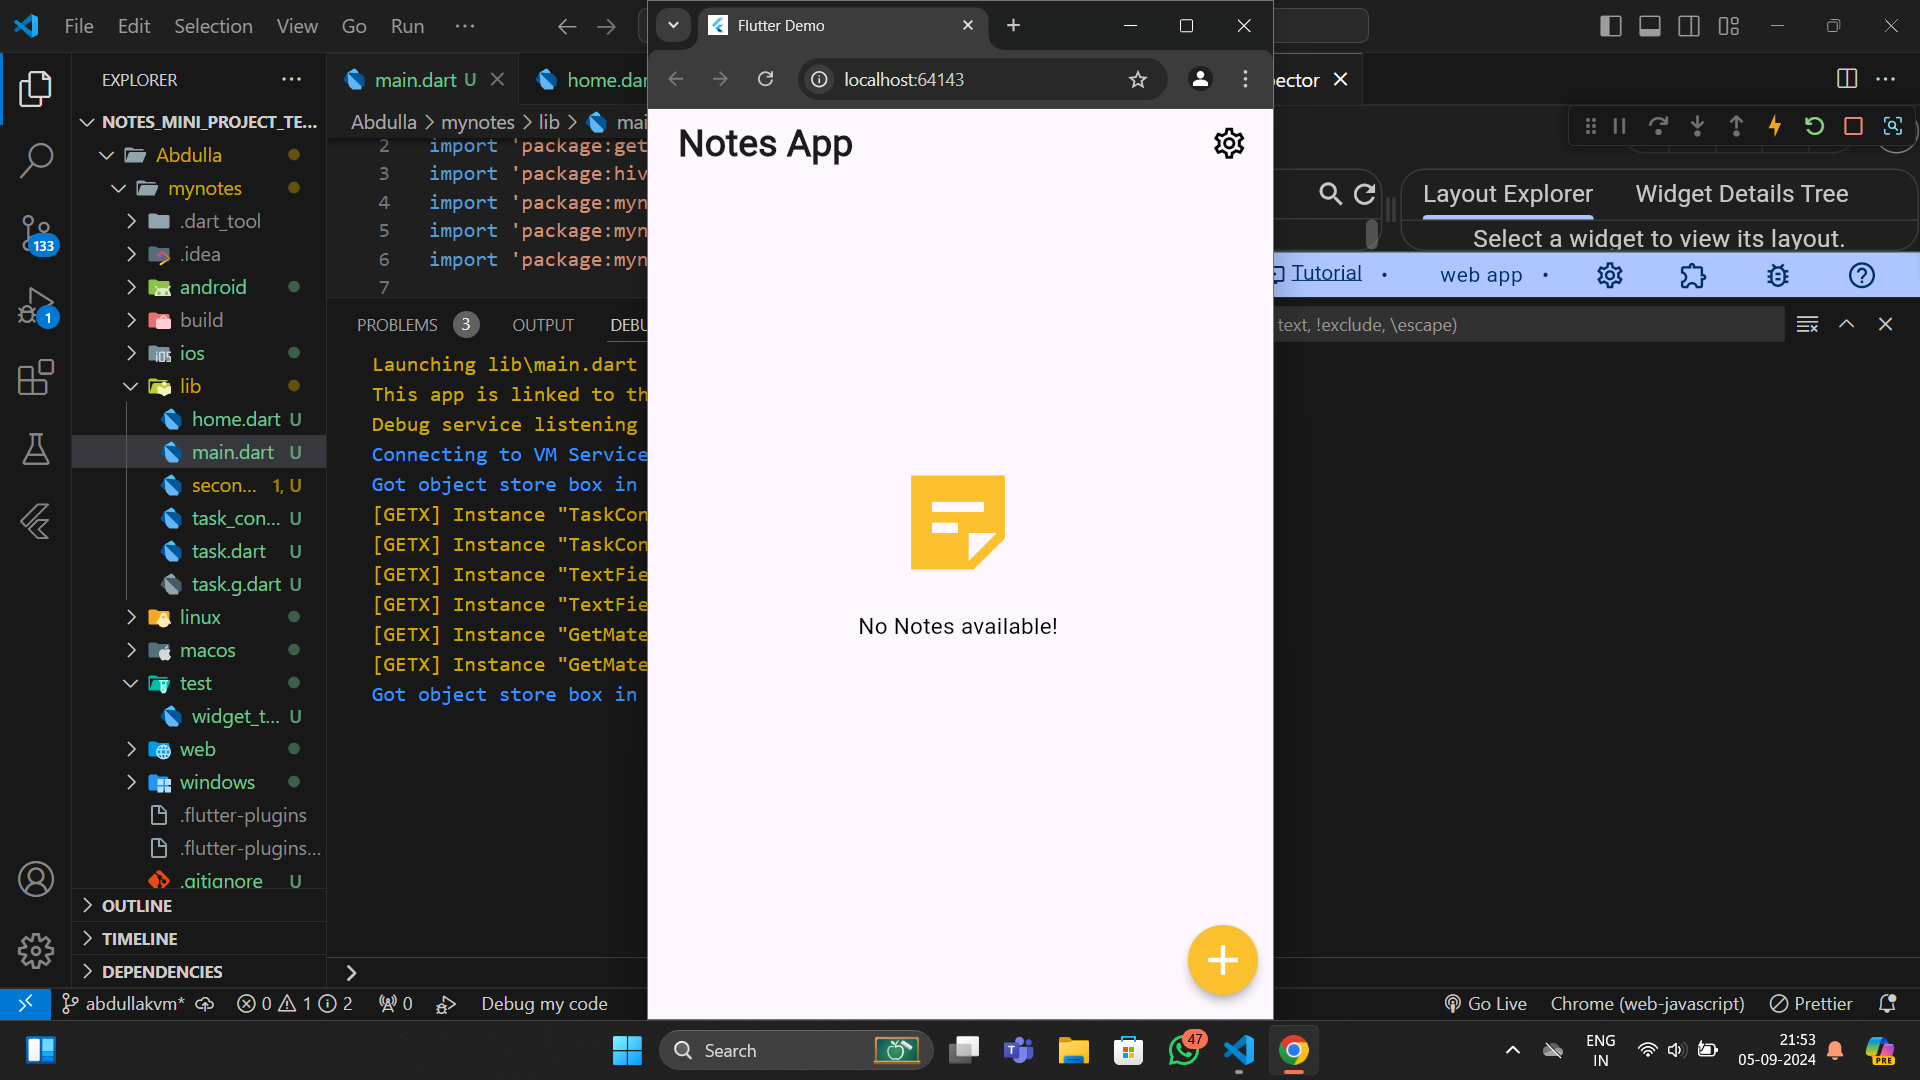 File Edit Selection View Go Run ...
EXPLORER
NOTES_MINI_PROJECT_TE...
Abdulla
mynotes
.dart_tool
.idea
android
build
ios
lib
home.dart U
main.dart U
secon... 1, U
task_con... U
task.dart U
task.g.dart U
linux
macos
test
widget_t... U
web
windows
.flutter-plugins
.flutter-plugins...
.gitignore U
OUTLINE
TIMELINE
DEPENDENCIES
133
1
main.dart U
home.dar
Abdulla > mynotes > lib > mai
2 import 'package:get
3 import 'package:hiv
4 import 'package:myn
5 import 'package:myn
6 import 'package:myn
7
PROBLEMS 3 OUTPUT DEBU
Launching lib\main.dart
This app is linked to th
Debug service listening
Connecting to VM Service
Got object store box in
[GETX] Instance "TaskCon
[GETX] Instance "TaskCon
[GETX] Instance "TextFie
[GETX] Instance "TextFie
[GETX] Instance "GetMate
[GETX] Instance "GetMate
Got object store box in
Flutter Demo
localhost:64143
Notes App
No Notes available!
pector
Layout Explorer Widget Details Tree
Select a widget to view its layout.
Tutorial • web app •
text, !exclude, \escape)
abdullakvm* 0 1 2 0 Debug my code
Go Live Chrome (web-javascript) Prettier
Search
47
ENG
IN
21:53
05-09-2024
PRE